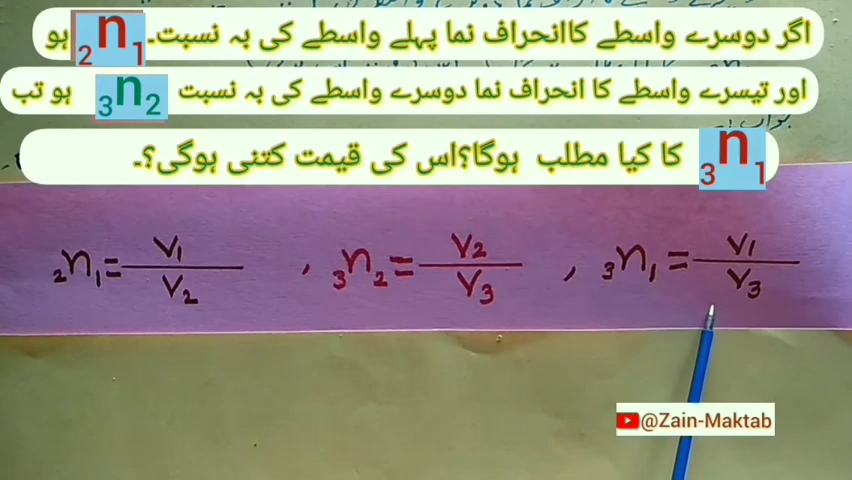 اگر دوسرے واسطے کا انحراف نما پہلے واسطے کی بہ نسبت۔ ₂n₁ ہو
اور تیسرے واسطے کا انحراف نما دوسرے واسطے کی بہ نسبت ₃n₂ ہو تب
₃n₁ کا کیا مطلب ہوگا؟اس کی قیمت کتنی ہوگی؟۔
₂n₁ = V₁/V₂ , ₃n₂ = V₂/V₃ , ₃n₁ = V₁/V₃
@Zain-Maktab